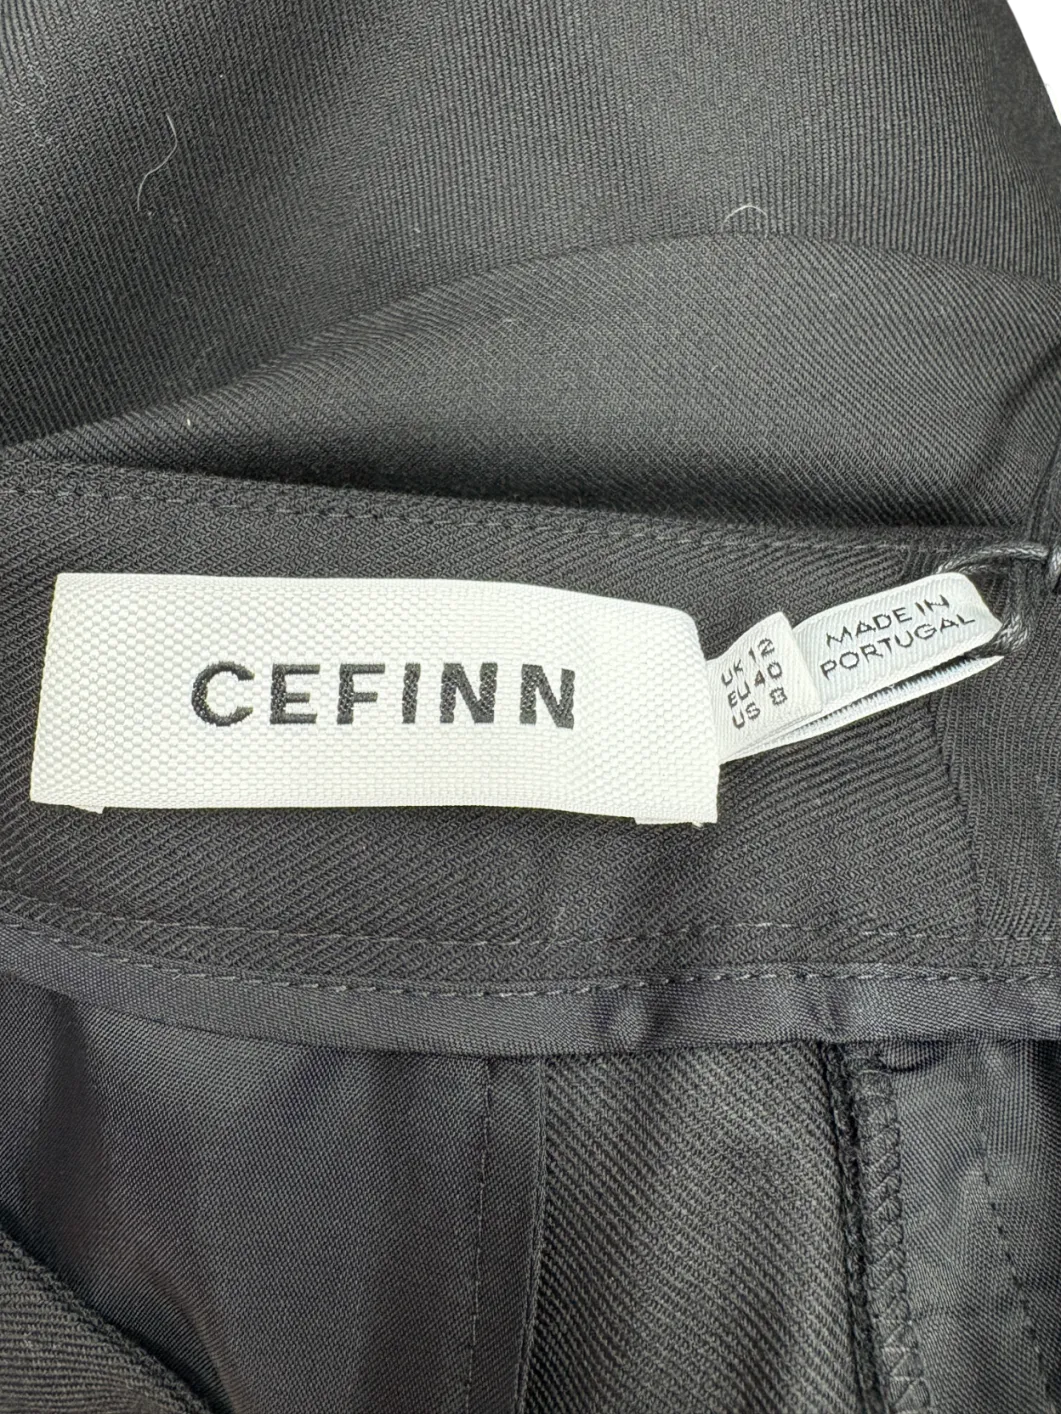 CEFINN
UK 12
EU 40
US 8
MADE IN
PORTUGAL